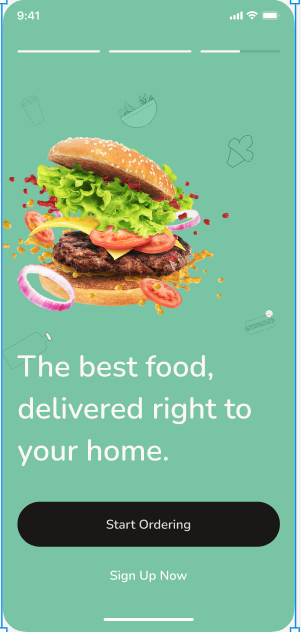 9:41
The best food,
delivered right to
your home.
Start Ordering
Sign Up Now